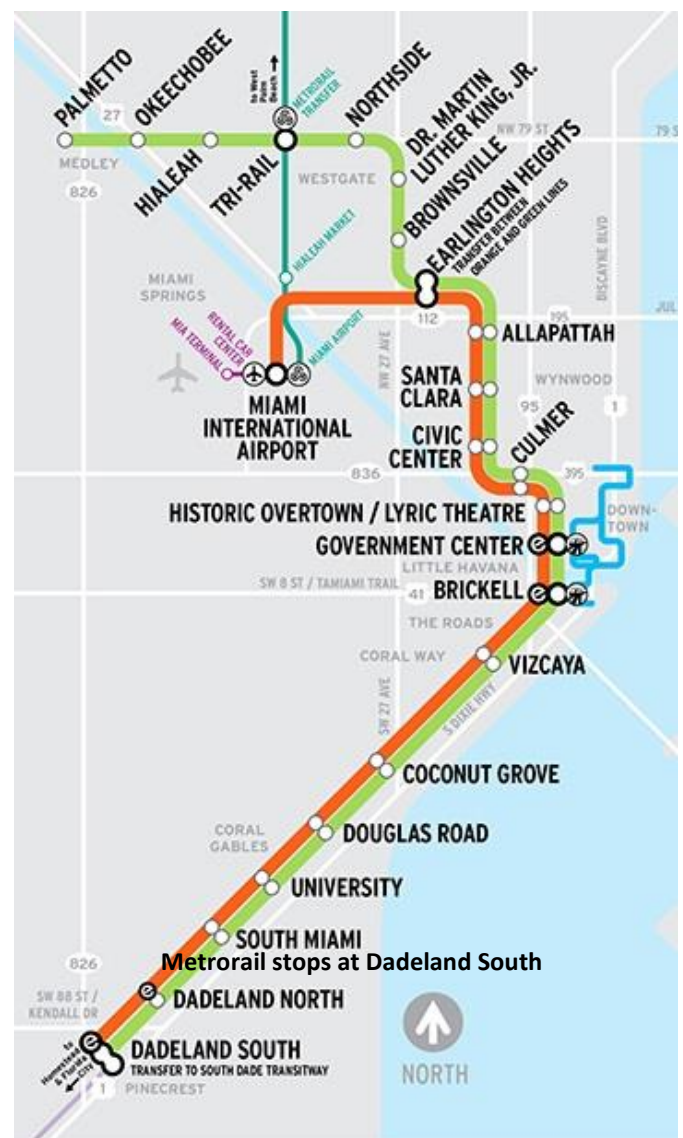 PALMETTO
OKEECHOBEE
to West
Palm
Beach →
METRORAIL
TRANSFER
NORTHSIDE
DR. MARTIN
LUTHER KING, JR.
27
NW 79 ST
79 S
MEDLEY
826
HIALEAH
TRI-RAIL
WESTGATE
BROWNSVILLE
EARLINGTON HEIGHTS
TRANSFER BETWEEN
ORANGE AND GREEN LINES
BISCAYNE BLVD
HIALEAH MARKET
MIAMI
SPRINGS
112
195
JUL
RENTAL CAR
CENTER
MIA TERMINAL
MIAMI AIRPORT
NW 27 AVE
ALLAPATTAH
MIAMI
INTERNATIONAL
AIRPORT
SANTA
CLARA
WYNWOOD
95
1
CIVIC
CENTER
CULMER
836
395
HISTORIC OVERTOWN / LYRIC THEATRE
DOWN-
TOWN
GOVERNMENT CENTER e
LITTLE HAVANA
SW 8 ST / TAMIAMI TRAIL
41
BRICKELL e
THE ROADS
CORAL WAY
VIZCAYA
SW 27 AVE
S DIXIE HWY
COCONUT GROVE
CORAL
GABLES
DOUGLAS ROAD
UNIVERSITY
SOUTH MIAMI
Metrorail stops at Dadeland South
826
SW 88 ST /
KENDALL DR
e
DADELAND NORTH
e
to
Homestead
& Florida
City
DADELAND SOUTH
TRANSFER TO SOUTH DADE TRANSITWAY
1
PINECREST
NORTH